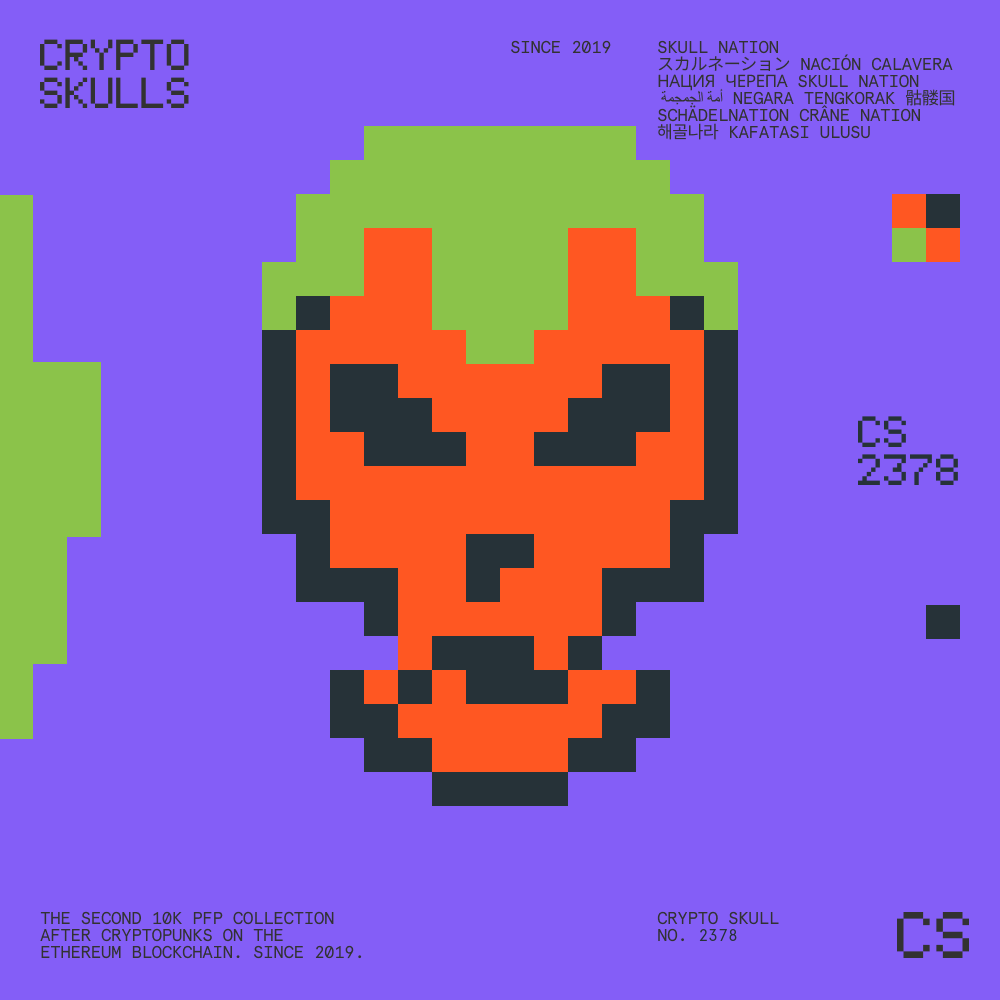 CRYPTO
SKULLS
SINCE 2019
SKULL NATION
スカルネーション NACIÓN CALAVERA
НАЦИЯ ЧЕРЕПА SKULL NATION
أمة الجمجمة NEGARA TENGKORAK 骷髅国
SCHÄDELNATION CRÂNE NATION
해골나라 KAFATASI ULUSU
CS
2378
THE SECOND 10K PFP COLLECTION
AFTER CRYPTOPUNKS ON THE
ETHEREUM BLOCKCHAIN. SINCE 2019.
CRYPTO SKULL
NO. 2378
CS